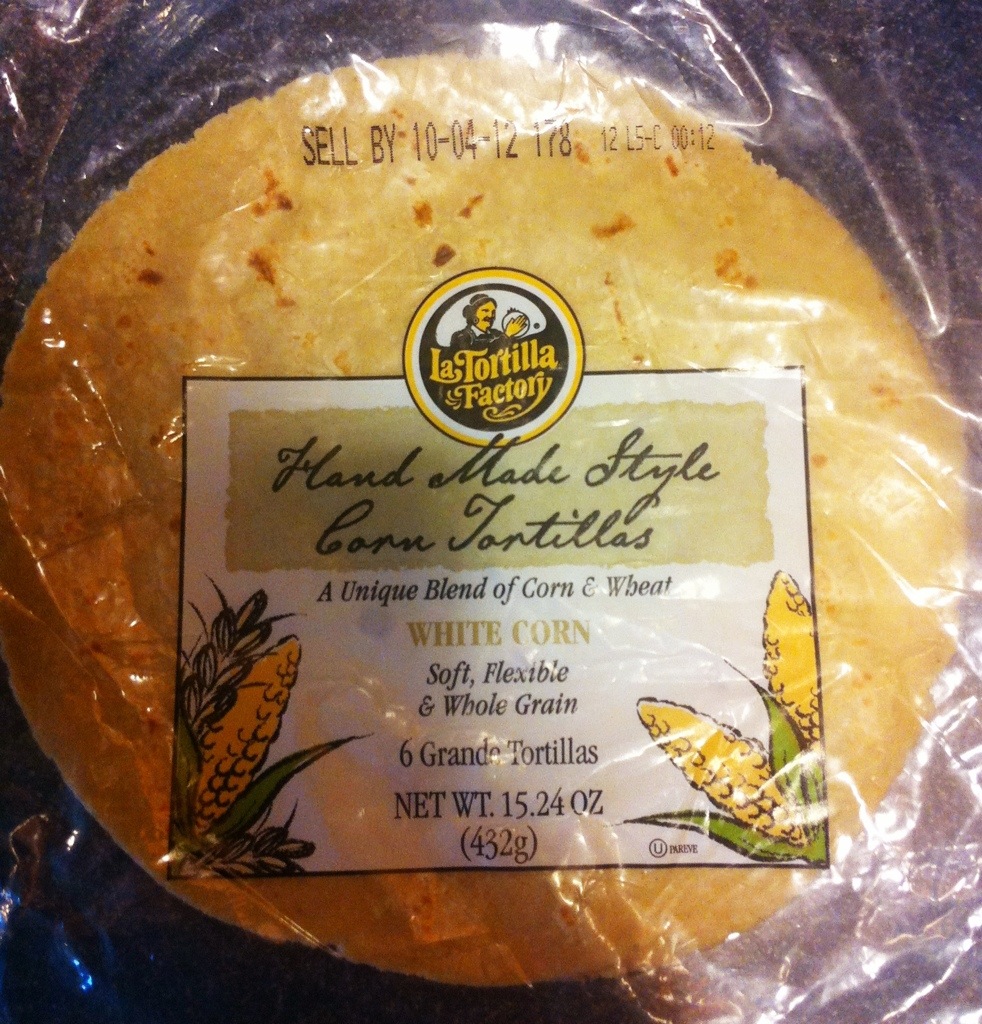 SELL BY 10-04-12 178 12 L5-C 00:12
La Tortilla
Factory
Hand Made Style
Corn Tortillas
A Unique Blend of Corn & Wheat
WHITE CORN
Soft, Flexible
& Whole Grain
6 Grande Tortillas
NET WT. 15.24 OZ
(432g)
U PAREVE